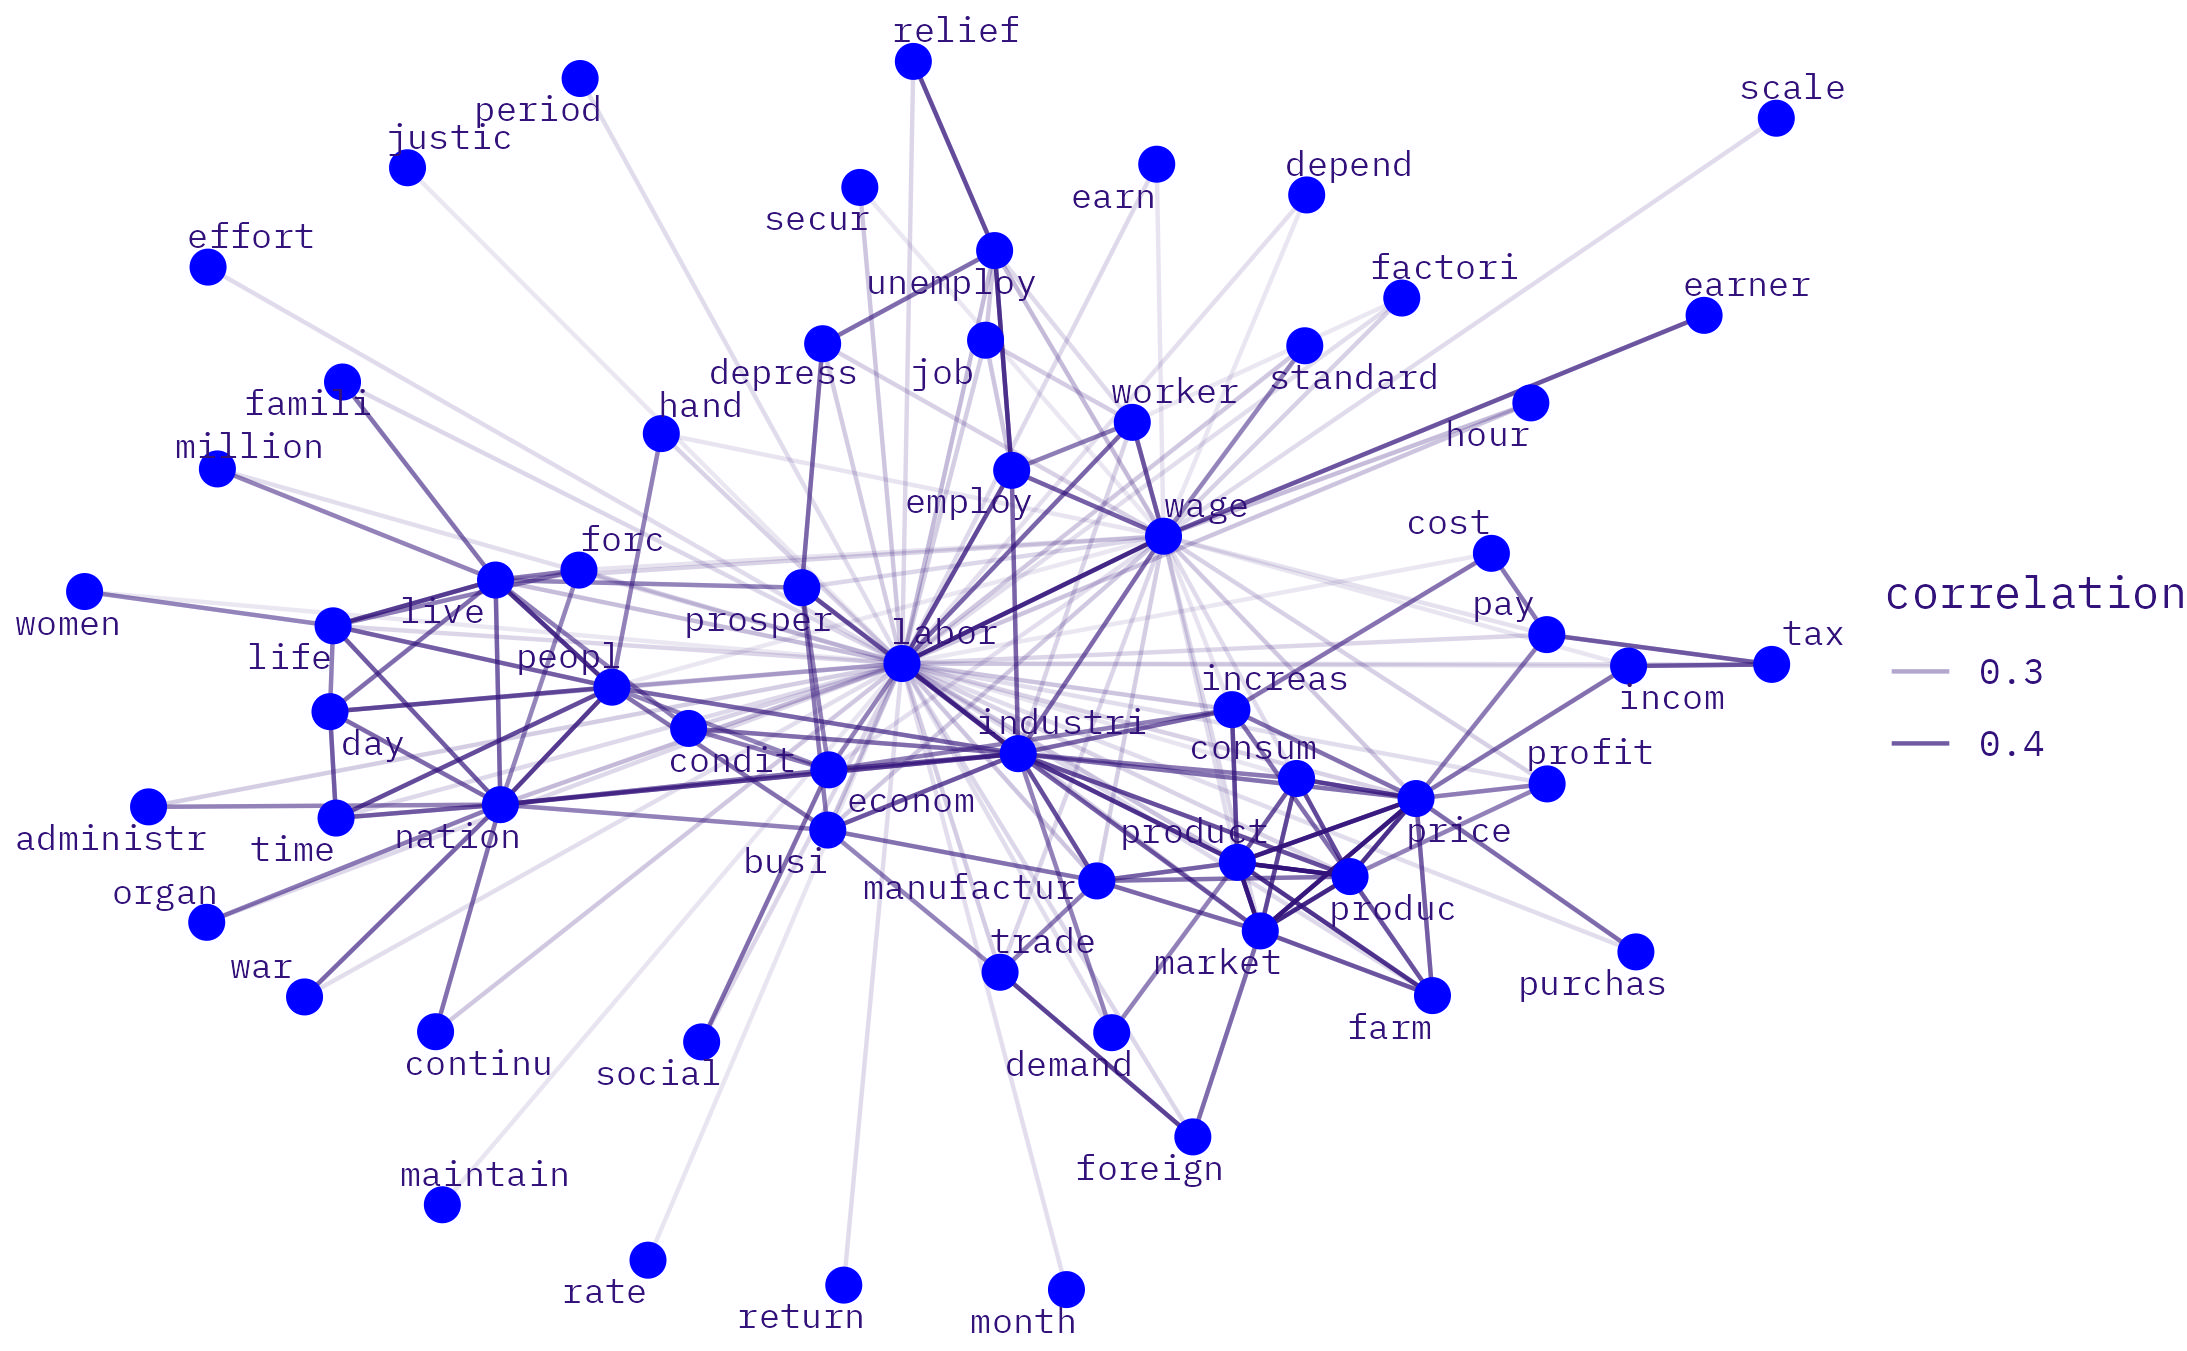 relief
scale
period
justic
secur
earn
depend
effort
unemploy
factori
earner
depress
job
standard
famili
hand
worker
hour
million
employ
wage
cost
forc
women
live
prosper
labor
pay
tax
life
peopl
increas
incom
day
condit
industri
consum
profit
administr
time
nation
econom
product
price
busi
manufactur
produc
organ
war
trade
market
purchas
continu
social
demand
farm
foreign
maintain
rate
return
month
correlation
0.3
0.4